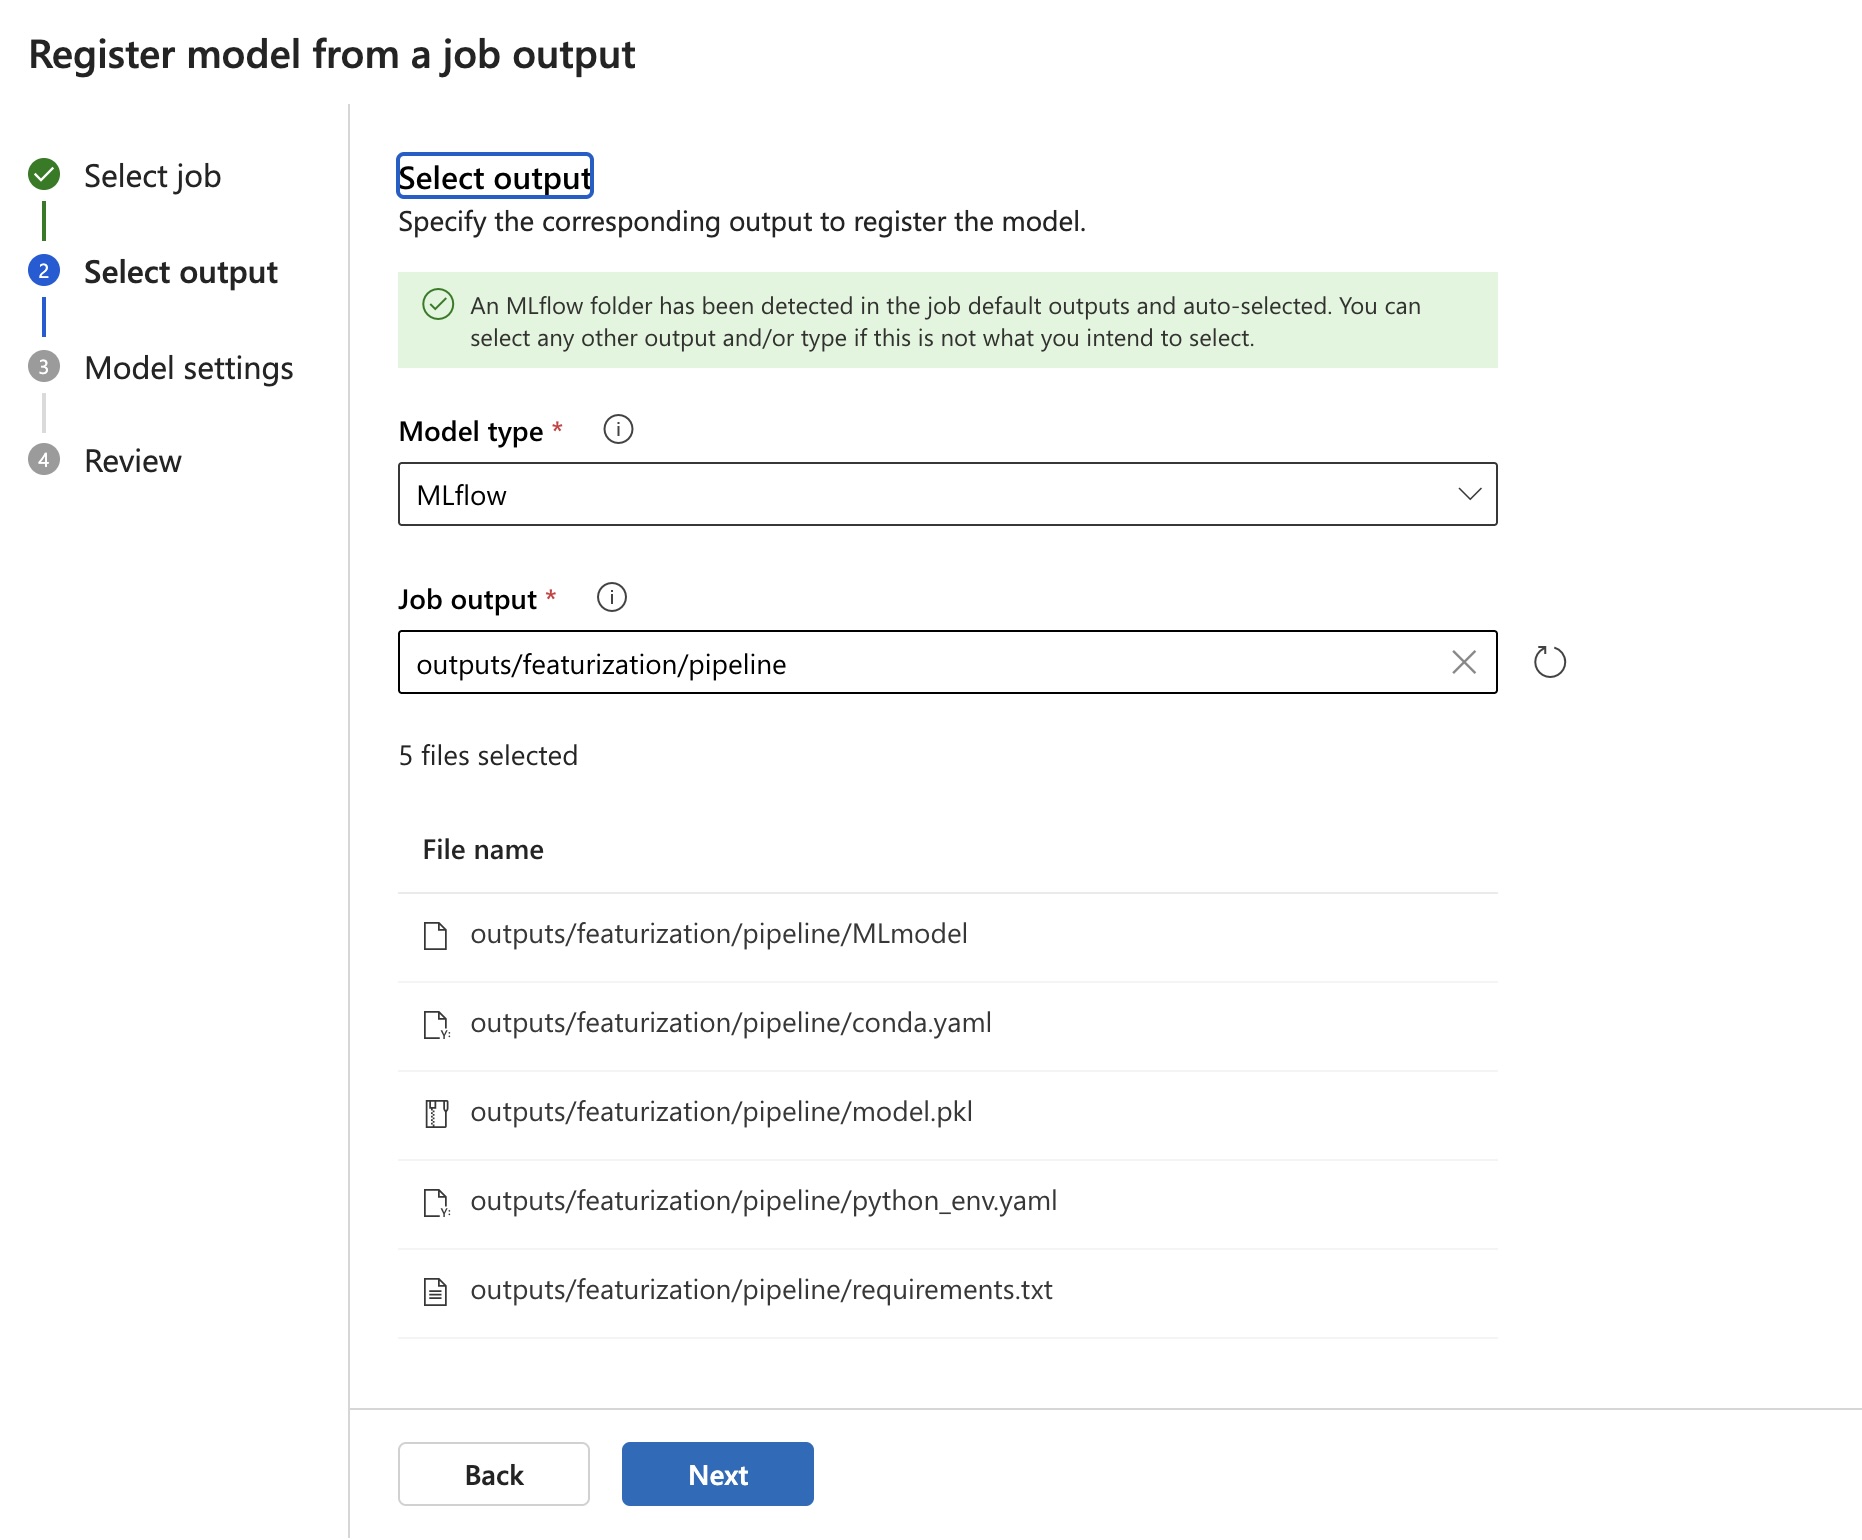 Register model from a job output
Select job
2 Select output
3 Model settings
4 Review
Select output
Specify the corresponding output to register the model.
An MLflow folder has been detected in the job default outputs and auto-selected. You can
select any other output and/or type if this is not what you intend to select.
Model type *
MLflow
Job output *
outputs/featurization/pipeline
5 files selected
File name
outputs/featurization/pipeline/MLmodel
outputs/featurization/pipeline/conda.yaml
outputs/featurization/pipeline/model.pkl
outputs/featurization/pipeline/python_env.yaml
outputs/featurization/pipeline/requirements.txt
Back Next